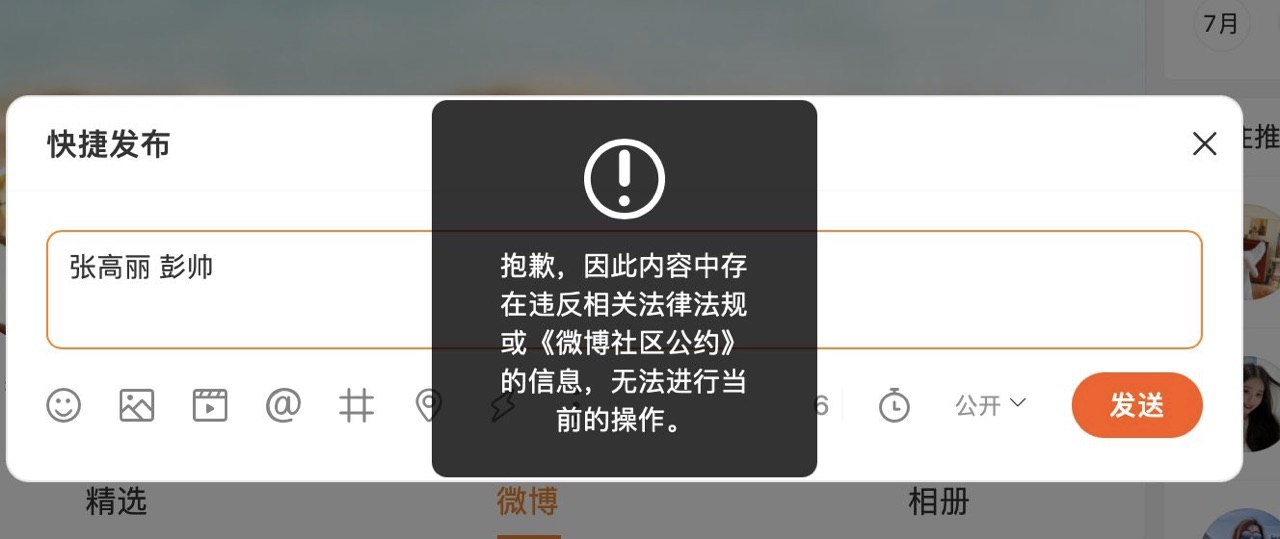 7月
快捷发布
主推
张高丽 彭帅
抱歉，因此内容中存
在违反相关法律法规
或《微博社区公约》
的信息，无法进行当
前的操作。
6
公开
发送
精选
微博
相册